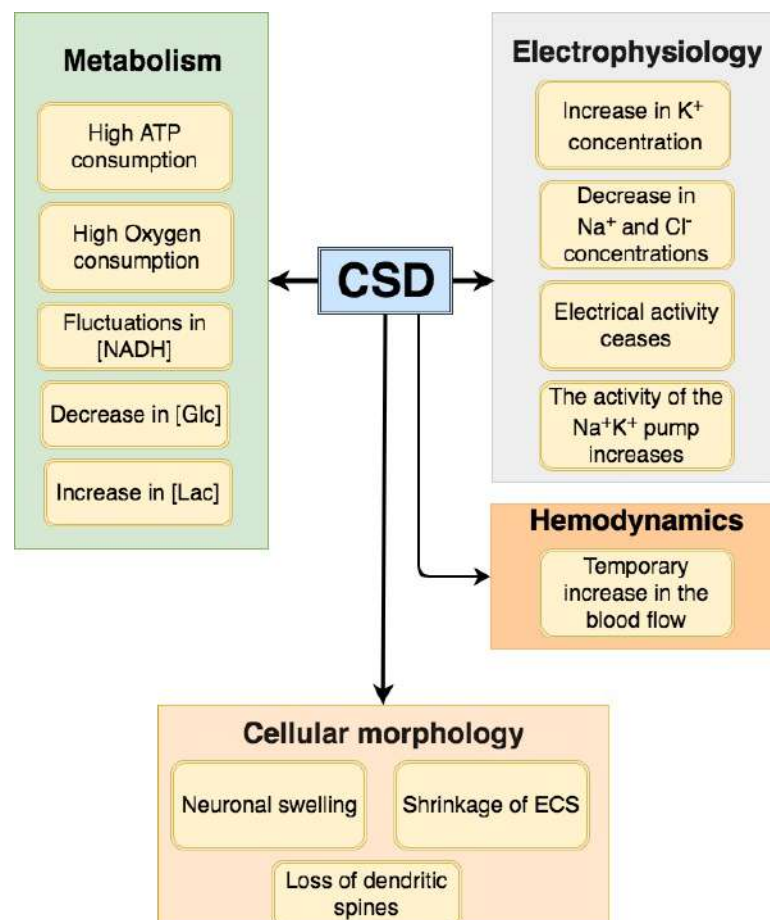 Metabolism
High ATP
consumption
High Oxygen
consumption
Fluctuations in
[NADH]
Decrease in [Glc]
Increase in [Lac]
CSD
Electrophysiology
Increase in K⁺
concentration
Decrease in
Na⁺ and Cl⁻
concentrations
Electrical activity
ceases
The activity of the
Na⁺K⁺ pump
increases
Hemodynamics
Temporary
increase in the
blood flow
Cellular morphology
Neuronal swelling
Shrinkage of ECS
Loss of dendritic
spines